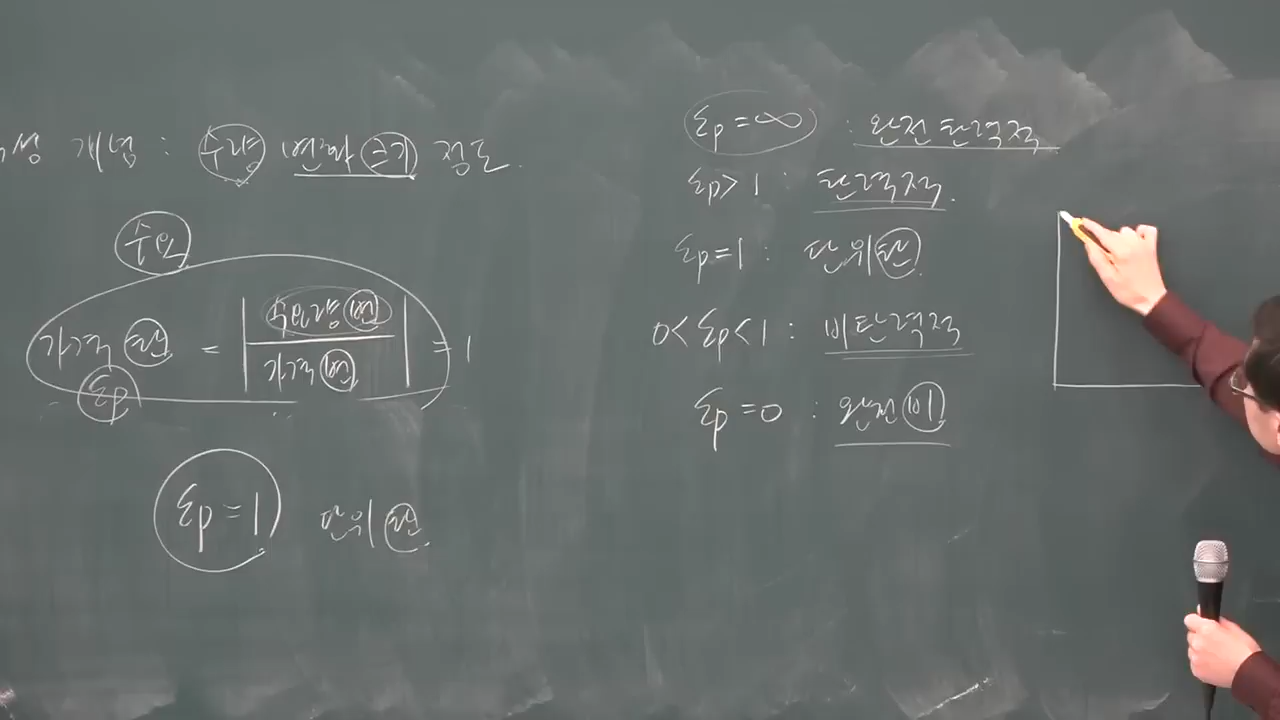 성 개념 : 수량 변화 크기 정도.
수요
가격 탄 = | 수요량 변 / 가격 변 | = 1
εp
εp = 1 단위 탄.
εp = ∞ : 완전 탄력적
εp > 1 : 탄력적.
εp = 1 : 단위 탄.
0 < εp < 1 : 비탄력적
εp = 0 : 완전 비